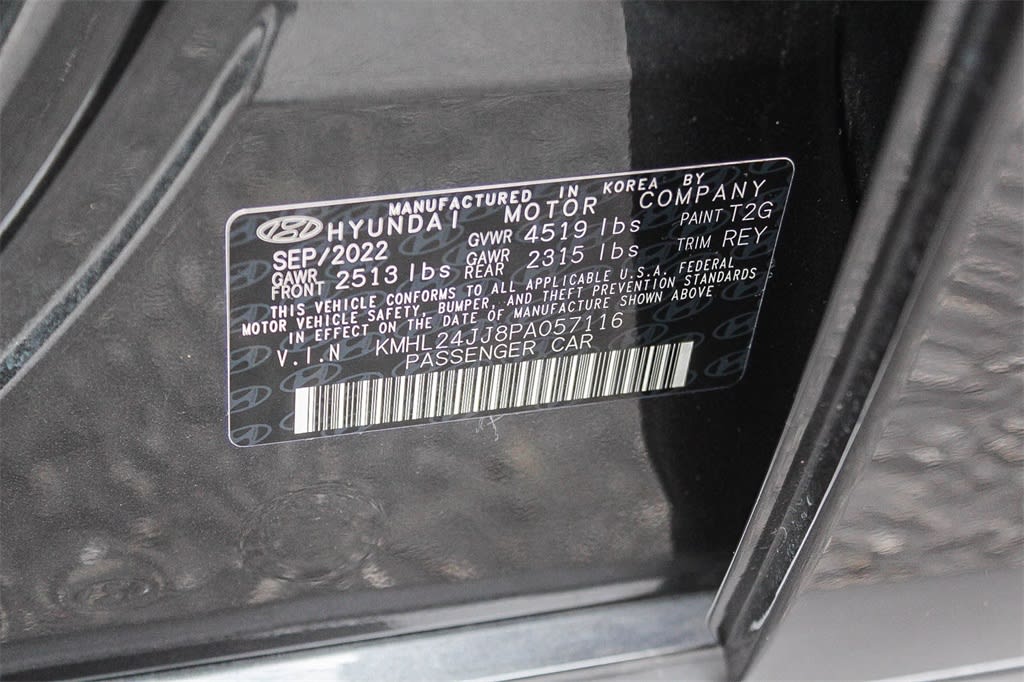 MANUFACTURED IN KOREA BY
HYUNDAI MOTOR COMPANY
SEP/2022 GVWR 4519 lbs PAINT T2G
GAWR FRONT 2513 lbs GAWR REAR 2315 lbs TRIM REY
THIS VEHICLE CONFORMS TO ALL APPLICABLE U.S.A. FEDERAL
MOTOR VEHICLE SAFETY, BUMPER, AND THEFT PREVENTION STANDARDS
IN EFFECT ON THE DATE OF MANUFACTURE SHOWN ABOVE
V.I.N KMHL24JJ8PA057116
PASSENGER CAR